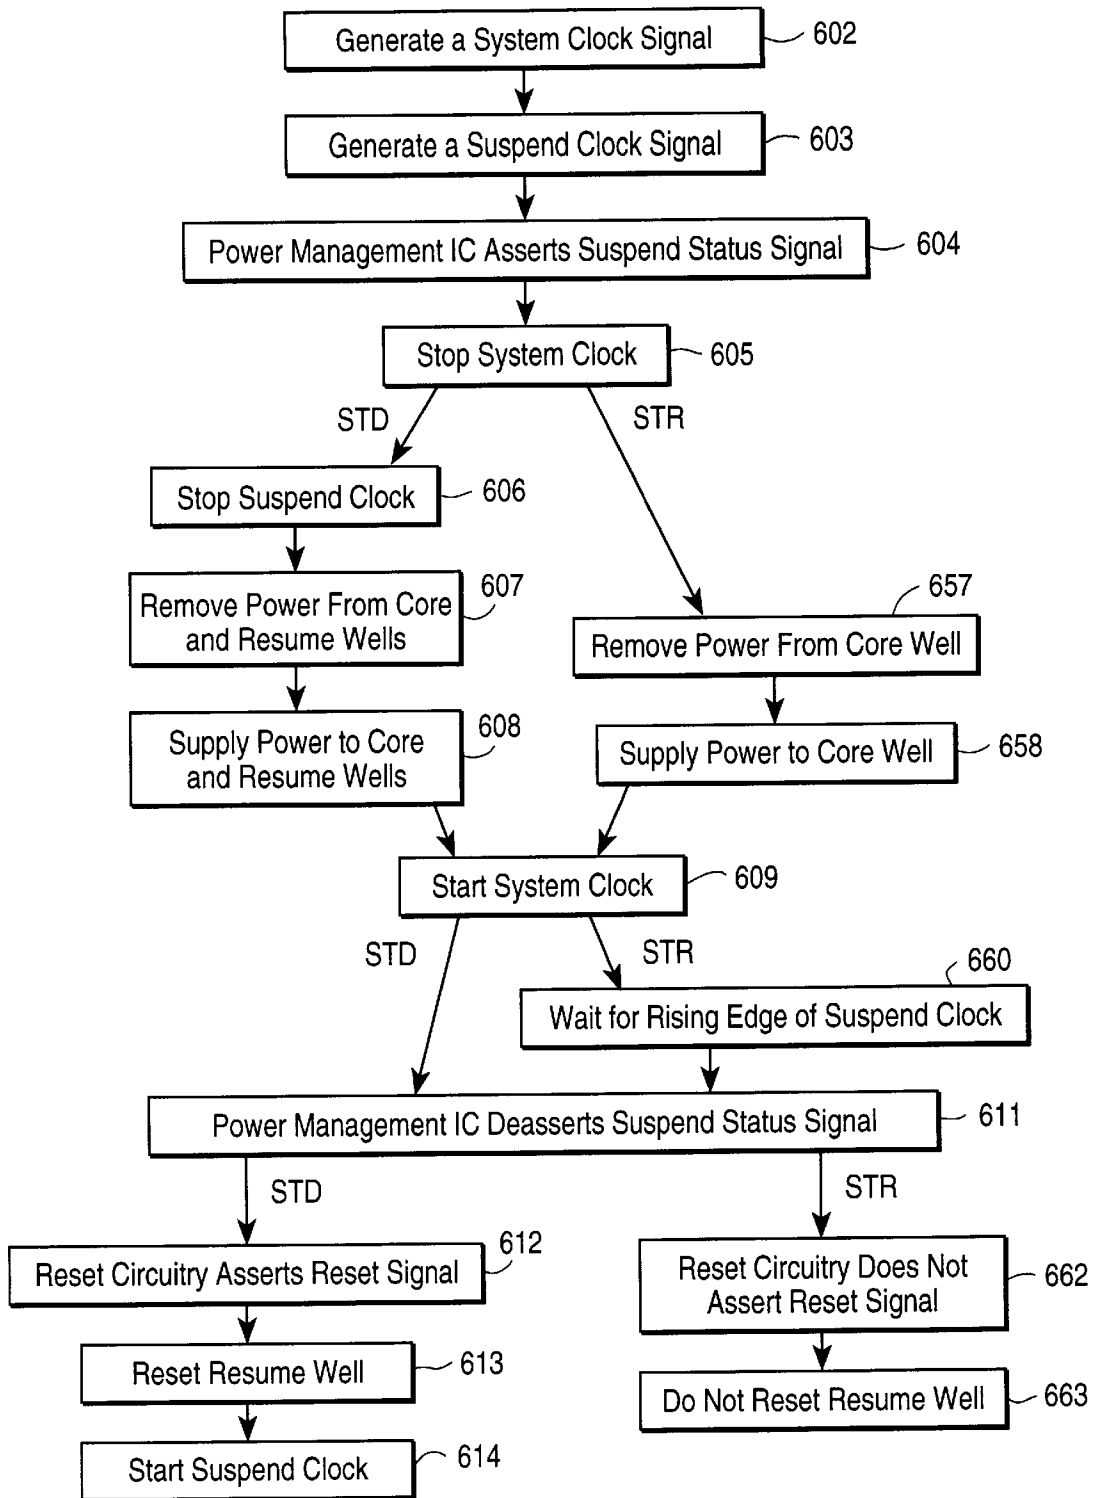 Generate a System Clock Signal
602
Generate a Suspend Clock Signal
603
Power Management IC Asserts Suspend Status Signal
604
Stop System Clock
605
STD
STR
Stop Suspend Clock
606
Remove Power From Core
and Resume Wells
607
657
Remove Power From Core Well
Supply Power to Core
and Resume Wells
608
Supply Power to Core Well
658
Start System Clock
609
STD
STR
660
Wait for Rising Edge of Suspend Clock
Power Management IC Deasserts Suspend Status Signal
611
STD
STR
Reset Circuitry Asserts Reset Signal
612
Reset Circuitry Does Not
Assert Reset Signal
662
Reset Resume Well
613
Do Not Reset Resume Well
663
Start Suspend Clock
614